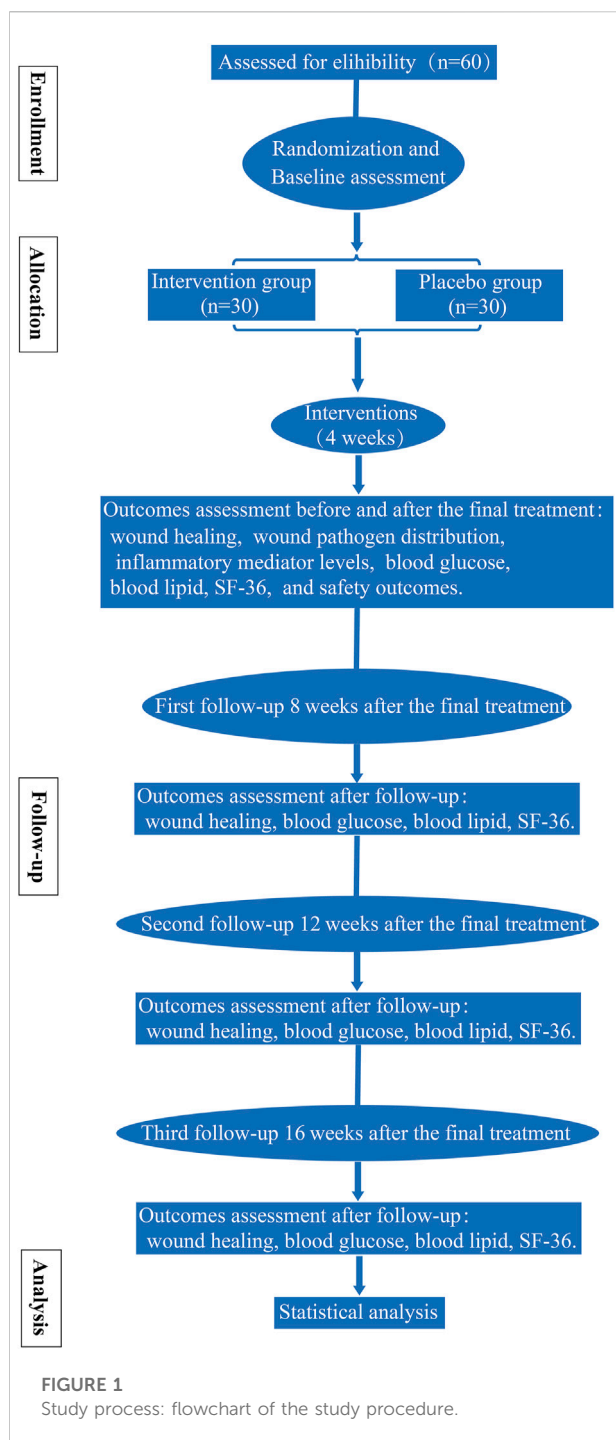 Enrollment
Assessed for elihibility（n=60）
Randomization and
Baseline assessment
Allocation
Intervention group
(n=30)
Placebo group
(n=30)
Interventions
（4 weeks）
Outcomes assessment before and after the final treatment：
wound healing, wound pathogen distribution,
inflammatory mediator levels, blood glucose,
blood lipid, SF-36, and safety outcomes.
First follow-up 8 weeks after the final treatment
Follow-up
Outcomes assessment after follow-up：
wound healing, blood glucose, blood lipid, SF-36.
Second follow-up 12 weeks after the final treatment
Outcomes assessment after follow-up：
wound healing, blood glucose, blood lipid, SF-36.
Third follow-up 16 weeks after the final treatment
Outcomes assessment after follow-up：
wound healing, blood glucose, blood lipid, SF-36.
Analysis
Statistical analysis
FIGURE 1
Study process: flowchart of the study procedure.